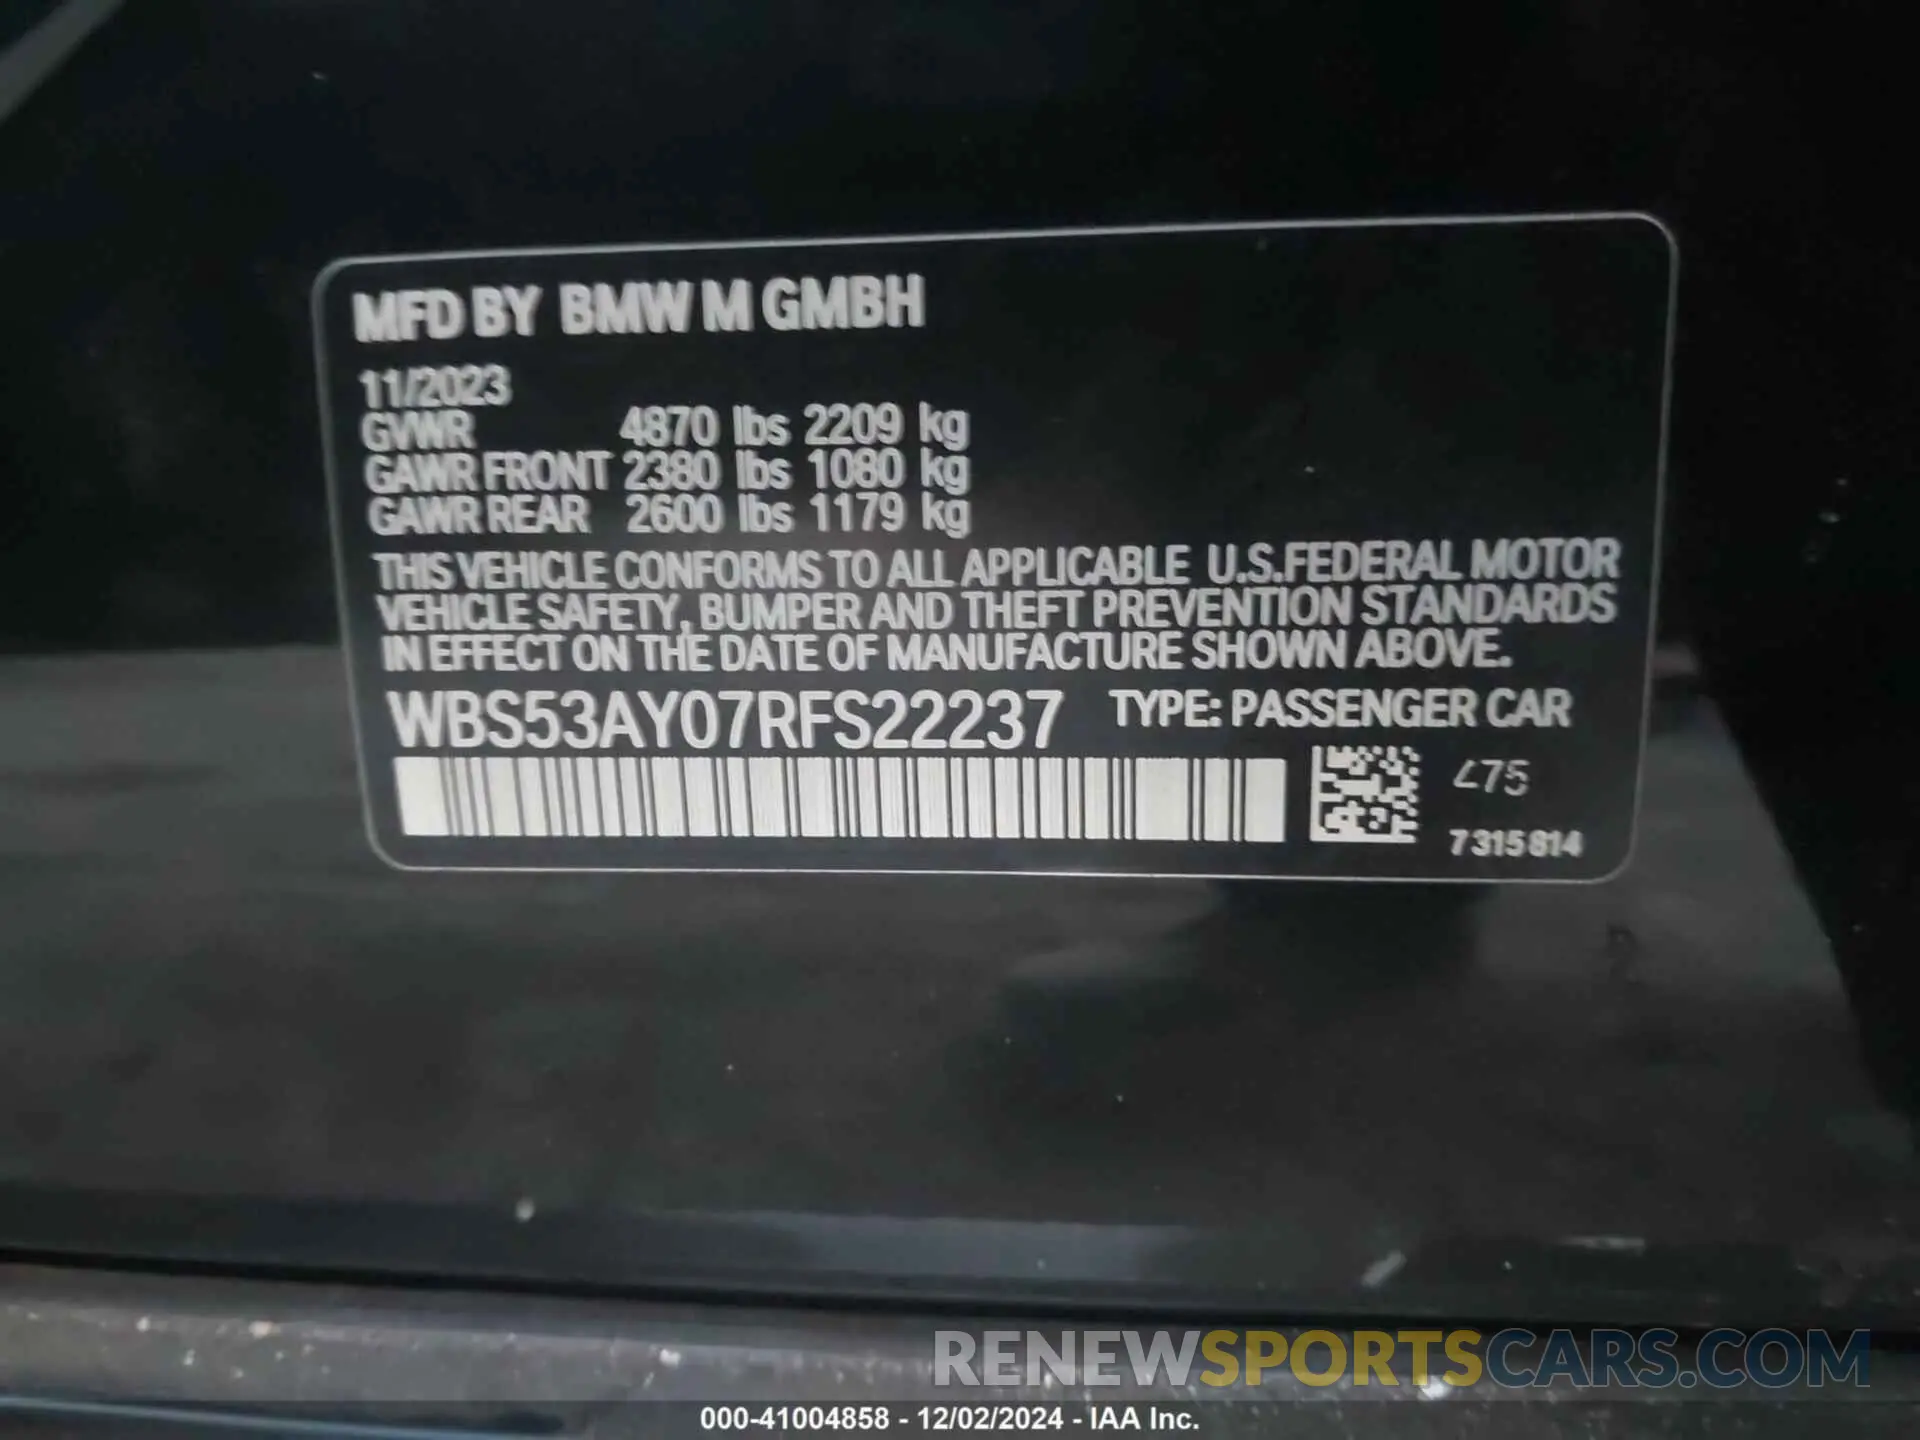 MFD BY BMW M GMBH
11/2023
GVWR 4870 lbs 2209 kg
GAWR FRONT 2380 lbs 1080 kg
GAWR REAR 2600 lbs 1179 kg
THIS VEHICLE CONFORMS TO ALL APPLICABLE U.S.FEDERAL MOTOR
VEHICLE SAFETY, BUMPER AND THEFT PREVENTION STANDARDS
IN EFFECT ON THE DATE OF MANUFACTURE SHOWN ABOVE.
WBS53AY07RFS22237 TYPE: PASSENGER CAR
475
7315814
RENEWSPORTSCARS.COM
000-41004858 - 12/02/2024 - IAA Inc.